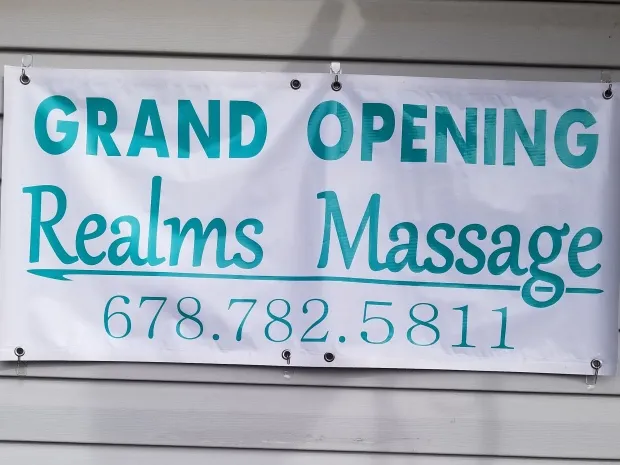 GRAND OPENING
Realms Massage
678.782.5811